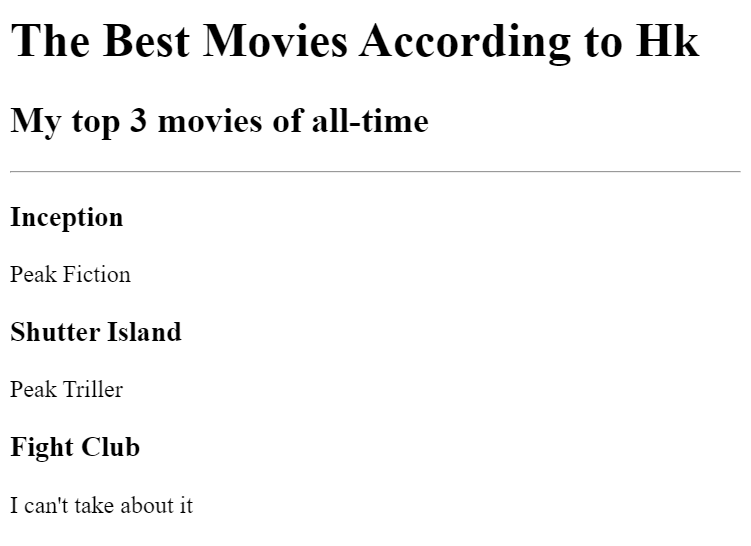 The Best Movies According to Hk
My top 3 movies of all-time
Inception
Peak Fiction
Shutter Island
Peak Triller
Fight Club
I can't take about it